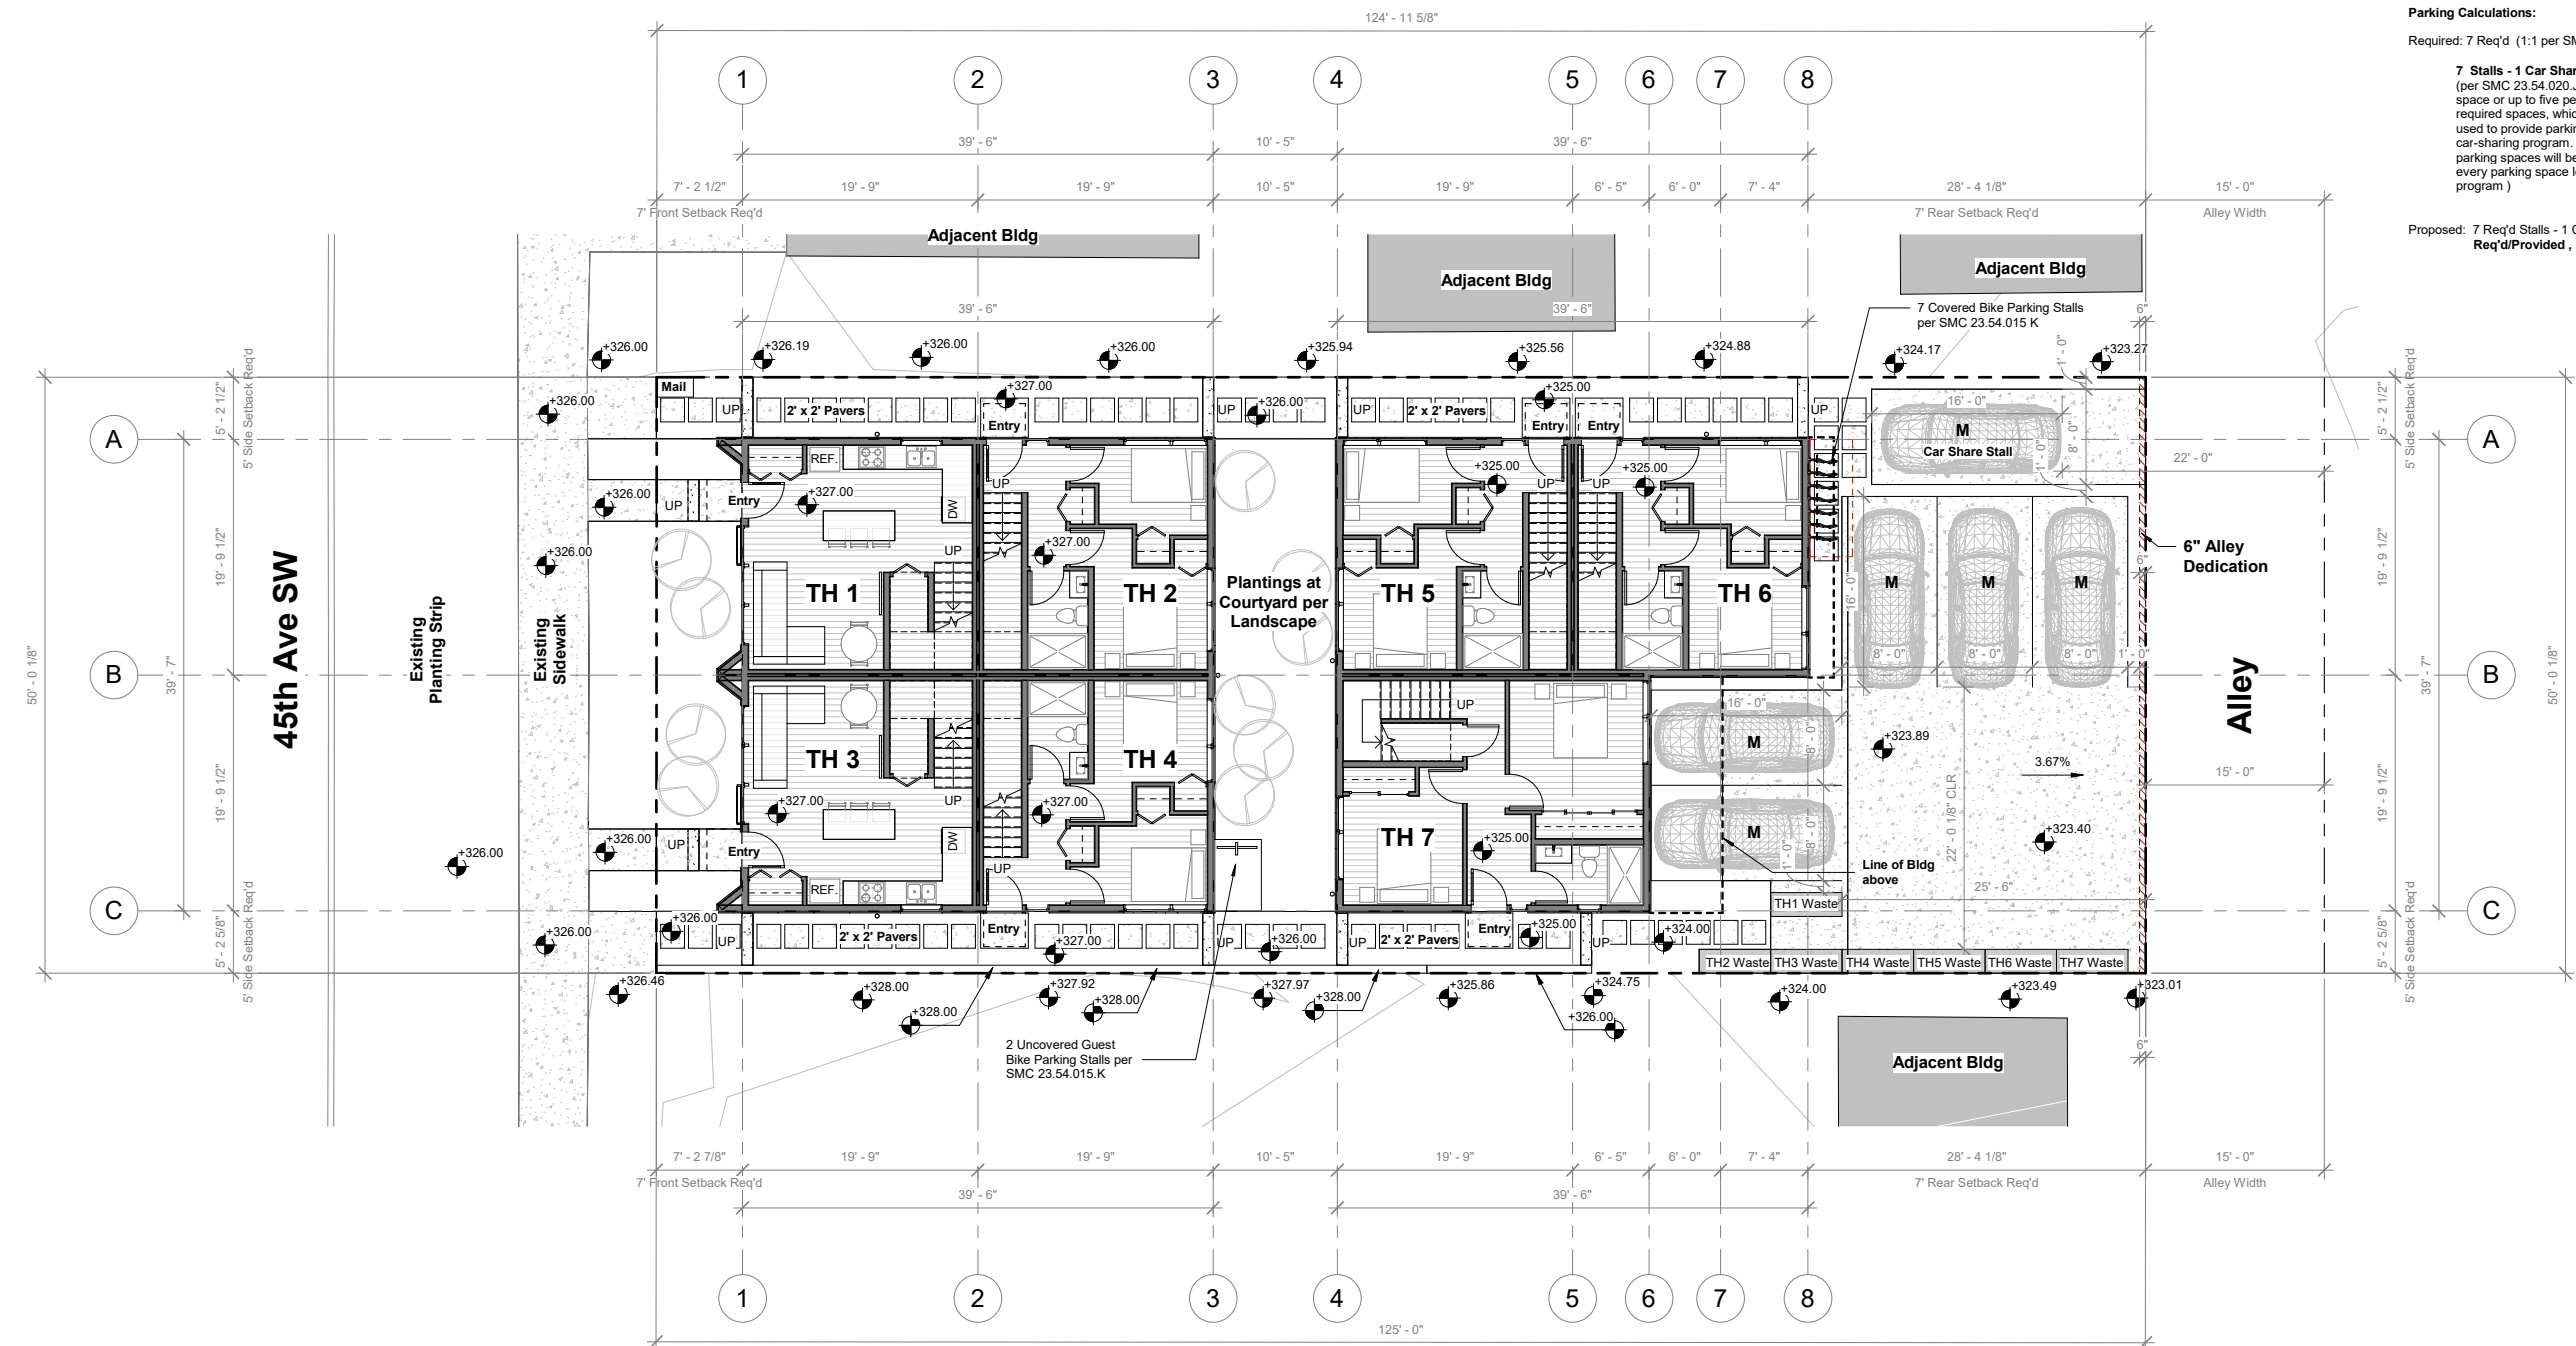 Parking Calculations:
Required: 7 Req'd (1:1 per
7 Stalls - 1 Car
(per SMC
space or up to five
required spaces,
used to provide
car-sharing program.
parking spaces will
every parking space
program )
Proposed: 7 Req'd Stalls - 1
Req'd/Provided ,
124' - 11 5/8"
1 2 3 4 5 6 7 8
39' - 6" 10' - 5" 39' - 6"
7' - 2 1/2" 19' - 9" 19' - 9" 10' - 5" 19' - 9" 6' - 5" 6' - 0" 7' - 4" 28' - 4 1/8" 15' - 0"
7' Front Setback Req'd 7' Rear Setback Req'd Alley Width
Adjacent Bldg
Adjacent Bldg
Adjacent Bldg
39' - 6" 39' - 6"
7 Covered Bike Parking Stalls
per SMC 23.54.015 K
6"
+326.00 +326.19 +326.00 +326.00 +325.94 +325.56 +324.88 +324.17 +323.27
1' - 0"
Mail
+327.00 +325.00
+326.00 UP 2' x 2' Pavers Entry UP +326.00 UP 2' x 2' Pavers Entry Entry UP
5' - 2 1/2"
5' Side Setback Req'd
5' - 2 1/2"
5' Side Setback Req'd
16' - 0"
M
Car Share Stall
8' - 0"
1' - 0"
22' - 0"
A A
REF.
DW
UP
+325.00 +325.00
UP UP
+326.00 UP Entry +327.00
+326.00
UP
+327.00
19' - 9 1/2"
19' - 9 1/2"
45th Ave SW
Existing
Planting Strip
Existing
Sidewalk
TH 1
TH 2
Plantings at
Courtyard per
Landscape
TH 5
TH 6
16' - 0"
M M M
6"
6" Alley
Dedication
8' - 0" 8' - 0" 8' - 0" 1' - 0"
B B
50' - 0 1/8"
39' - 7"
39' - 7"
50' - 0 1/8"
Alley
TH 3
TH 4
UP
16' - 0"
M
8' - 0"
+323.89
3.67%
15' - 0"
22' - 0 1/8" CLR
+327.00 UP +327.00
19' - 9 1/2"
19' - 9 1/2"
TH 7
+325.00
M
8' - 0"
1' - 0"
+323.40
Line of Bldg
above
25' - 6"
+326.00
+326.00 UP Entry
DW
REF.
UP
TH1 Waste
C C
5' - 2 5/8"
5' Side Setback Req'd
5' - 2 5/8"
5' Side Setback Req'd
+326.00
+326.00 UP 2' x 2' Pavers Entry +327.00 UP +326.00 UP 2' x 2' Pavers Entry +325.00 UP +324.00
TH2 Waste TH3 Waste TH4 Waste TH5 Waste TH6 Waste TH7 Waste
+326.46 +328.00 +327.92 +327.97 +325.86 +324.75 +324.00 +323.49 +323.01
+328.00 +328.00 +328.00 +326.00
2 Uncovered Guest
Bike Parking Stalls per
SMC 23.54.015.K
Adjacent Bldg
6"
7' - 2 7/8" 19' - 9" 19' - 9" 10' - 5" 19' - 9" 6' - 5" 6' - 0" 7' - 4" 28' - 4 1/8" 15' - 0"
7' Front Setback Req'd 7' Rear Setback Req'd Alley Width
39' - 6" 39' - 6"
1 2 3 4 5 6 7 8
125' - 0"